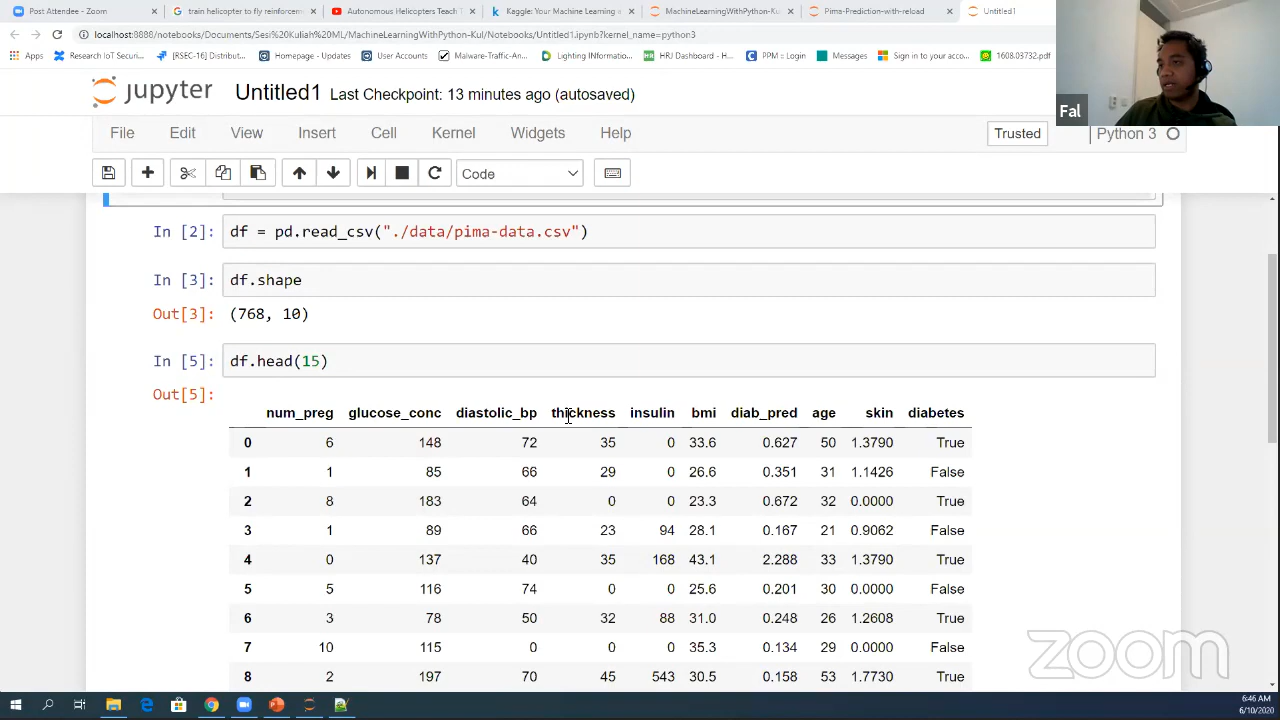 Post Attendee - Zoom
train helicopter to fly reinforcem
Autonomous Helicopters Teach T
Kaggle: Your Machine Learning a
MachineLearningWithPython-Kul
Pima-Prediction-with-reload
Untitled1
localhost:8888/notebooks/Documents/Sesi%20Kuliah%20ML/MachineLearningWithPython-Kul/Notebooks/Untitled1.ipynb?kernel_name=python3
Apps
Research IoT Securi...
[RSEC-16] Distribut...
Homepage - Updates
User Accounts
Malware-Traffic-An...
Lighting INformatio...
HRJ Dashboard - H...
PPM :: Login
Messages
Sign in to your acco...
1608.03732.pdf
jupyter Untitled1 Last Checkpoint: 13 minutes ago (autosaved)
Fal
File Edit View Insert Cell Kernel Widgets Help
Trusted
Python 3
Code
In [2]: df = pd.read_csv("./data/pima-data.csv")
In [3]: df.shape
Out[3]: (768, 10)
In [5]: df.head(15)
Out[5]:
num_preg glucose_conc diastolic_bp thickness insulin bmi diab_pred age skin diabetes
0 6 148 72 35 0 33.6 0.627 50 1.3790 True
1 1 85 66 29 0 26.6 0.351 31 1.1426 False
2 8 183 64 0 0 23.3 0.672 32 0.0000 True
3 1 89 66 23 94 28.1 0.167 21 0.9062 False
4 0 137 40 35 168 43.1 2.288 33 1.3790 True
5 5 116 74 0 0 25.6 0.201 30 0.0000 False
6 3 78 50 32 88 31.0 0.248 26 1.2608 True
7 10 115 0 0 0 35.3 0.134 29 0.0000 False
8 2 197 70 45 543 30.5 0.158 53 1.7730 True
zoom
6:46 AM
6/10/2020